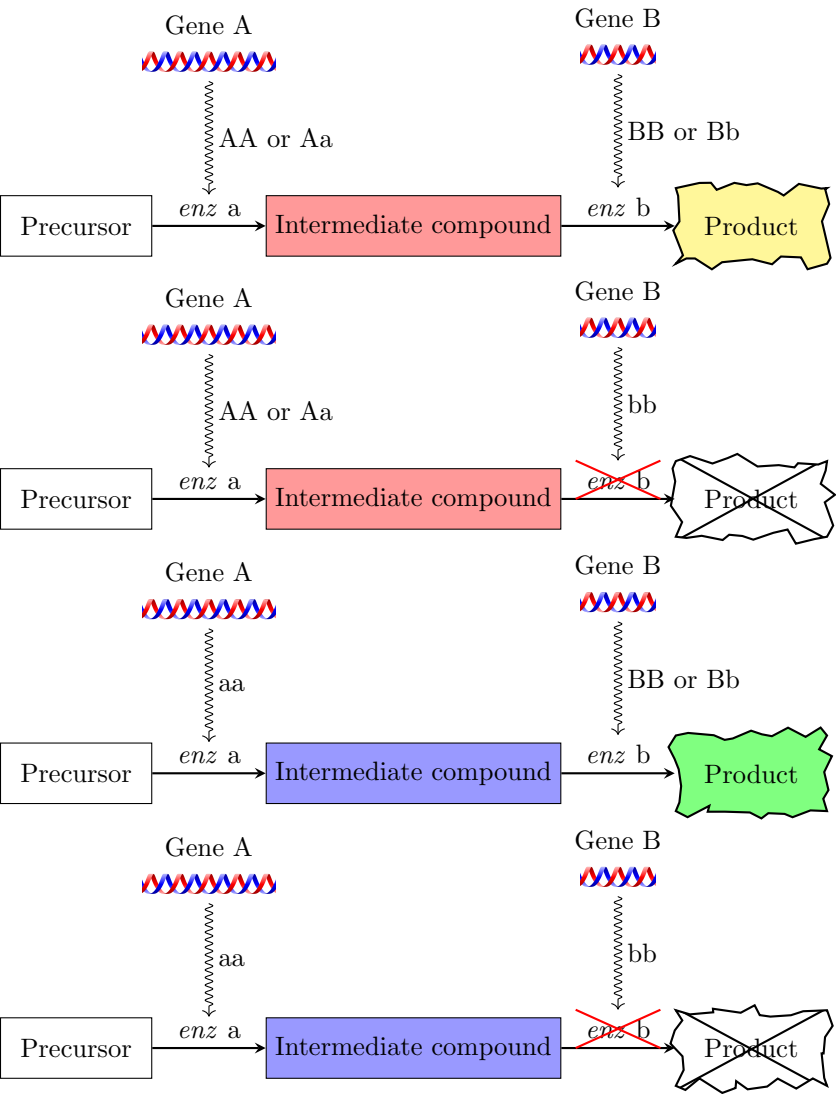 Gene A
Gene B
AA or Aa
BB or Bb
enz a
enz b
Precursor
Intermediate compound
Product
Gene A
Gene B
AA or Aa
bb
enz a
enz b
Precursor
Intermediate compound
Product
Gene A
Gene B
aa
BB or Bb
enz a
enz b
Precursor
Intermediate compound
Product
Gene A
Gene B
aa
bb
enz a
enz b
Precursor
Intermediate compound
Product